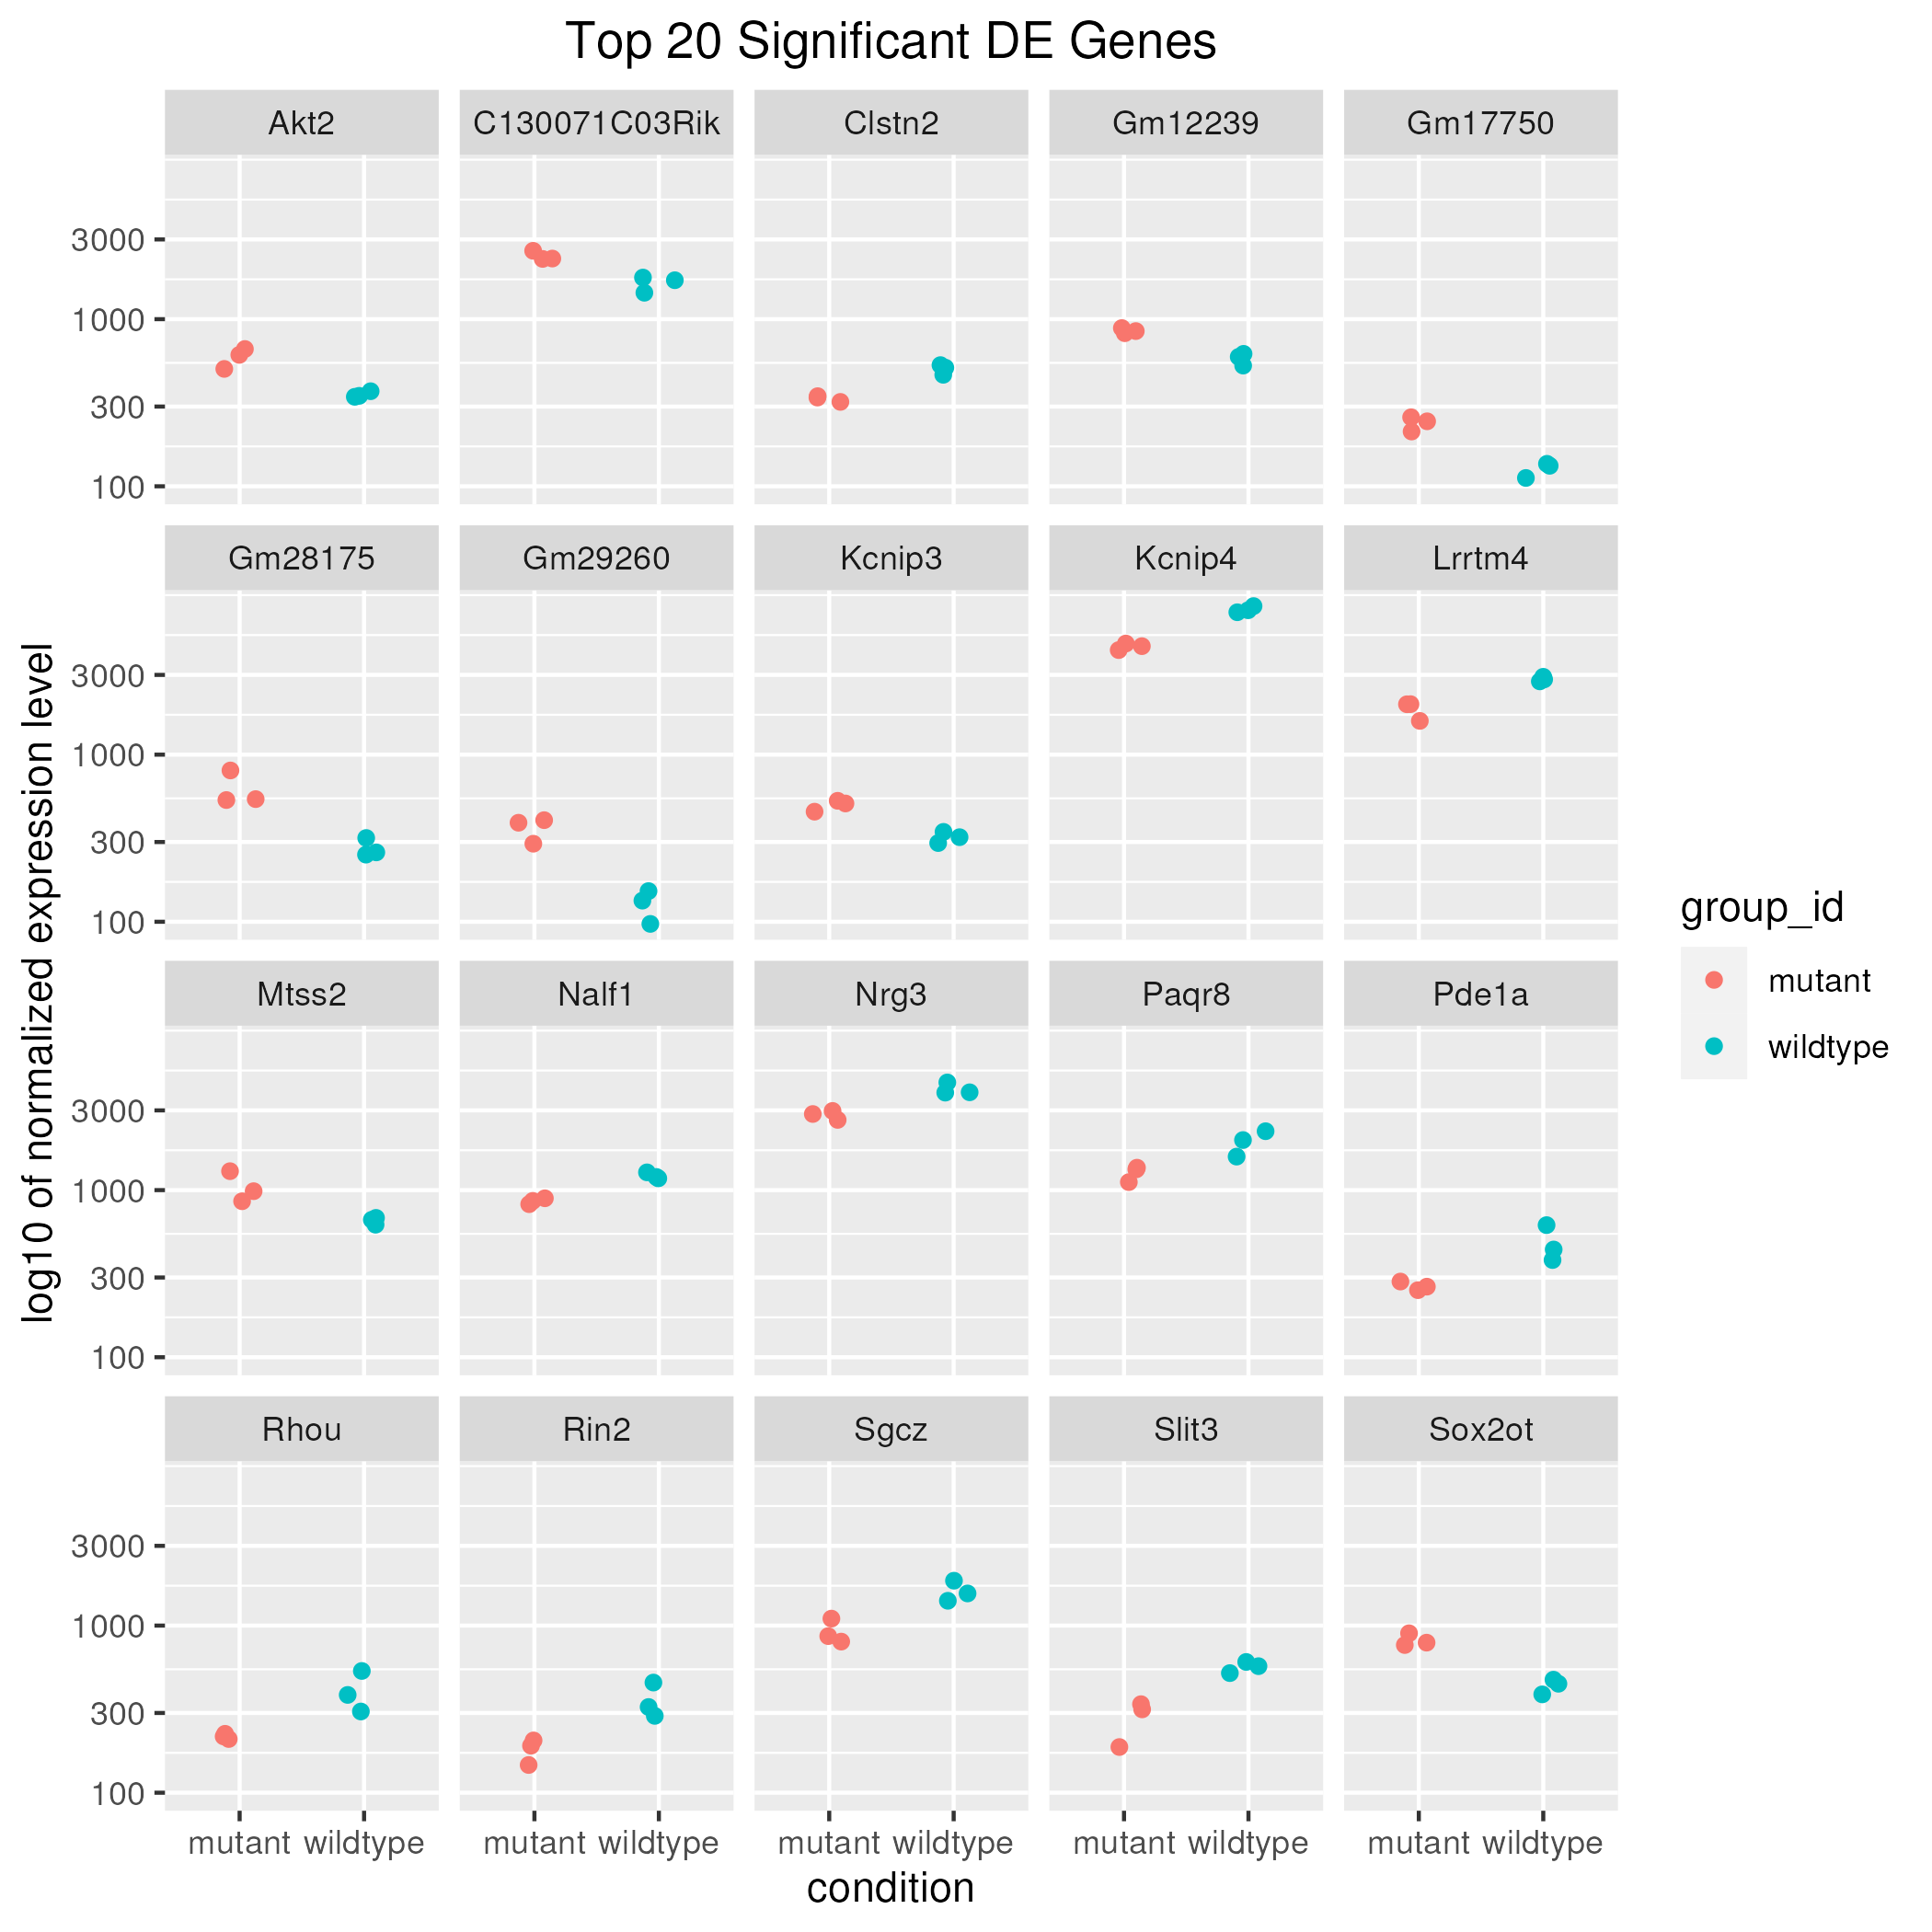 Top 20 Significant DE Genes
Akt2 C130071C03Rik Clstn2 Gm12239 Gm17750
3000
1000
300
100
Gm28175 Gm29260 Kcnip3 Kcnip4 Lrrtm4
3000
1000
300
100
Mtss2 Nalf1 Nrg3 Paqr8 Pde1a
3000
1000
300
100
Rhou Rin2 Sgcz Slit3 Sox2ot
3000
1000
300
100
mutant wildtype mutant wildtype mutant wildtype mutant wildtype mutant wildtype
condition
log10 of normalized expression level
group_id
mutant
wildtype